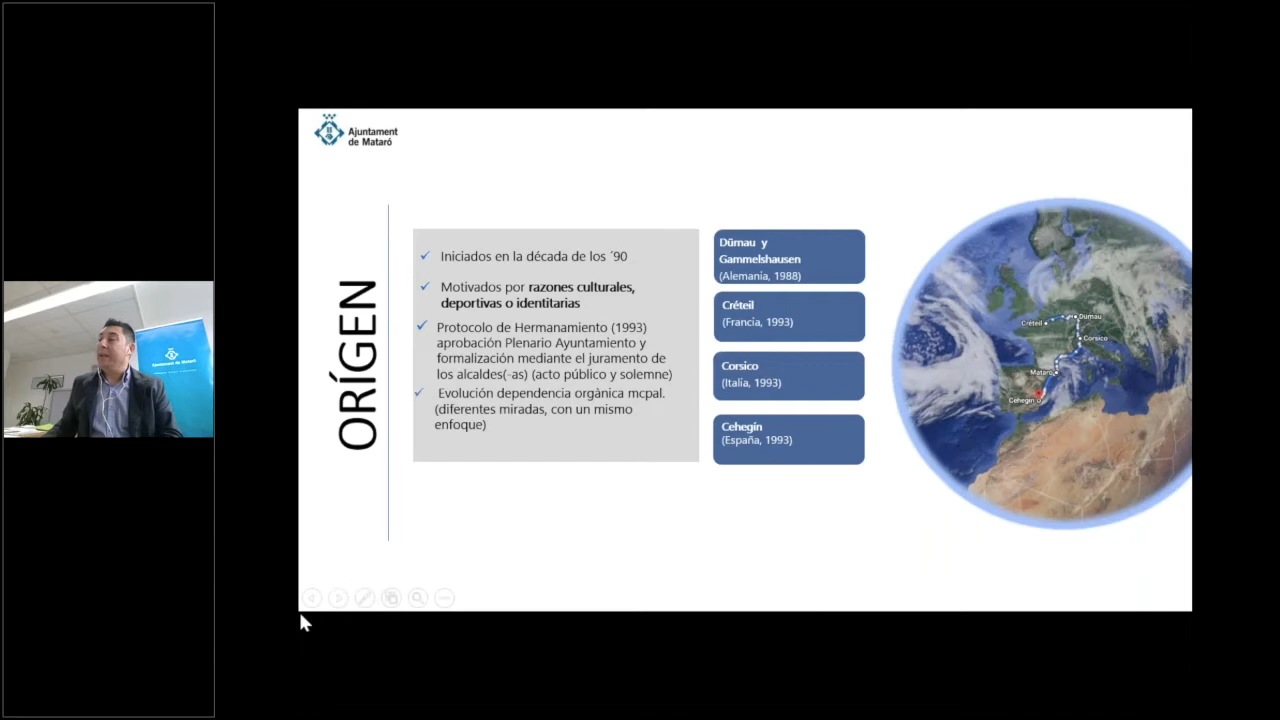 Ajuntament
de Mataró
ORÍGEN
Iniciados en la década de los ´90
Motivados por razones culturales,
deportivas o identitarias
Protocolo de Hermanamiento (1993)
aprobación Plenario Ayuntamiento y
formalización mediante el juramento de
los alcaldes(-as) (acto público y solemne)
Evolución dependencia orgànica mcpal.
(diferentes miradas, con un mismo
enfoque)
Dürnau y
Gammelshausen
(Alemania, 1988)
Créteil
(Francia, 1993)
Corsico
(Italia, 1993)
Cehegín
(España, 1993)
Créteil
Dürnau
Corsico
Mataró
Cehegín
Ajuntament de Mataró